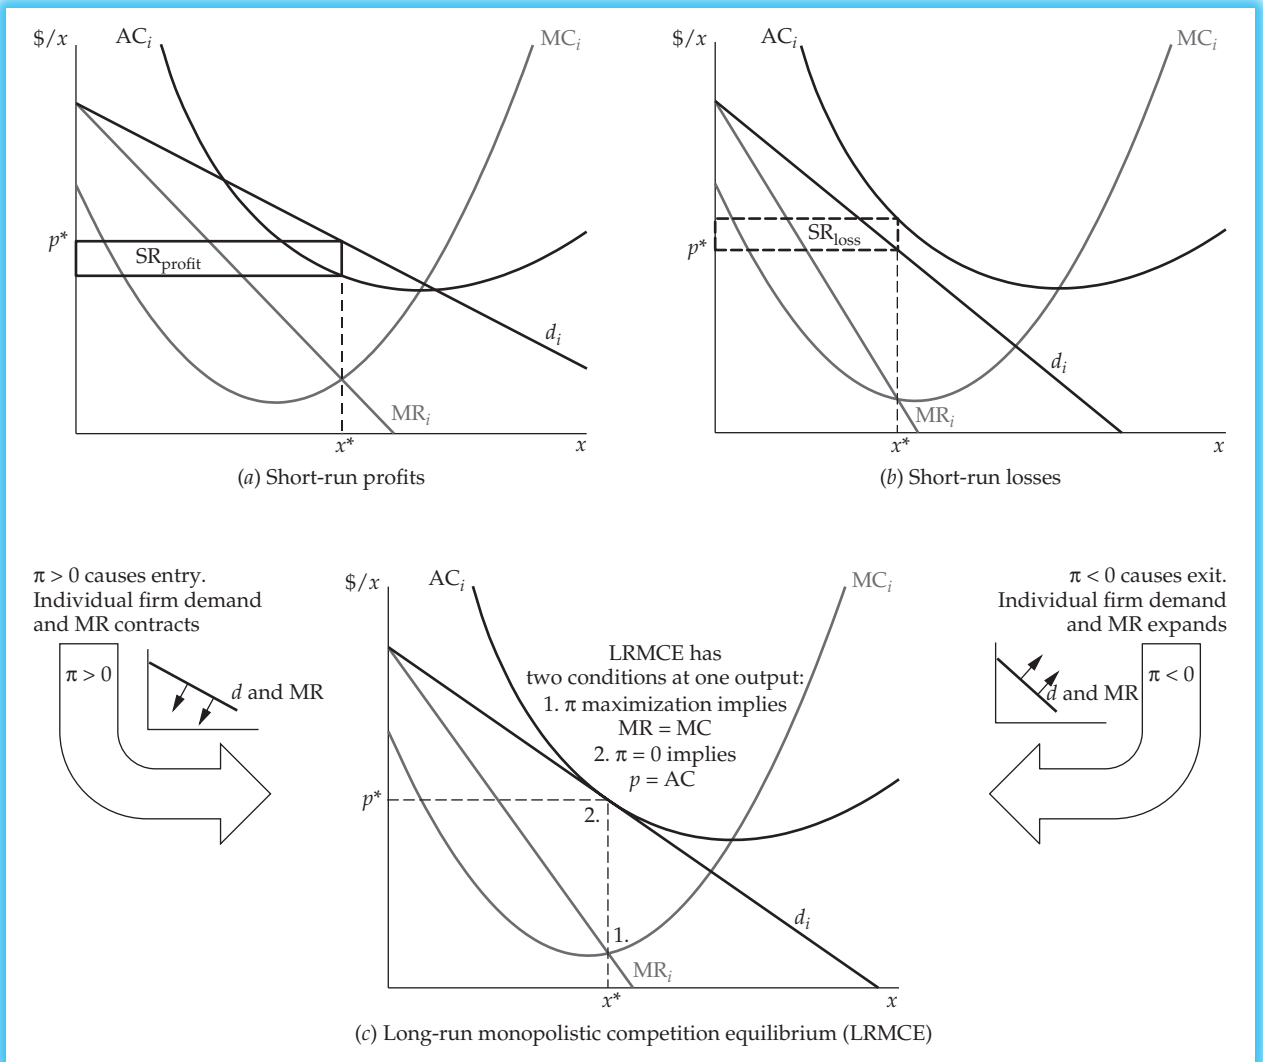 $/x
AC_i
MC_i
p*
SR_profit
d_i
MR_i
x*
x
(a) Short-run profits
$/x
AC_i
MC_i
SR_loss
p*
d_i
MR_i
x*
x
(b) Short-run losses
π > 0 causes entry.
Individual firm demand
and MR contracts
π > 0
d and MR
$/x
AC_i
MC_i
LRMCE has
two conditions at one output:
1. π maximization implies
MR = MC
2. π = 0 implies
p = AC
p*
2.
1.
d_i
MR_i
x*
x
π < 0 causes exit.
Individual firm demand
and MR expands
d and MR
π < 0
(c) Long-run monopolistic competition equilibrium (LRMCE)